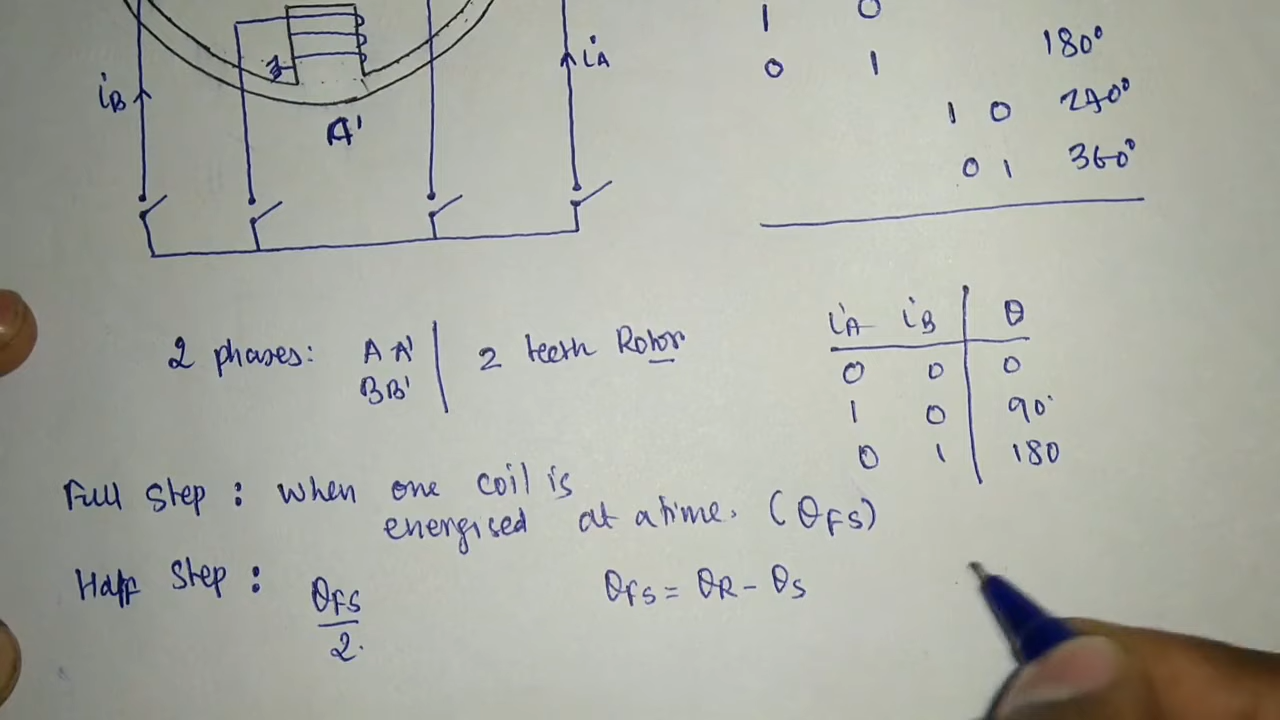 1 0
iA
180°
0 1
iB
1 0 270°
A'
0 1 360°
iA iB θ
2 phases: A A' 2 teeth Rotor
BB'
0 0 0
1 0 90°
0 1 180
Full Step : When one coil is
energised at a time. (θFS)
Half Step :
θFS/2.
θFS = θR - θS